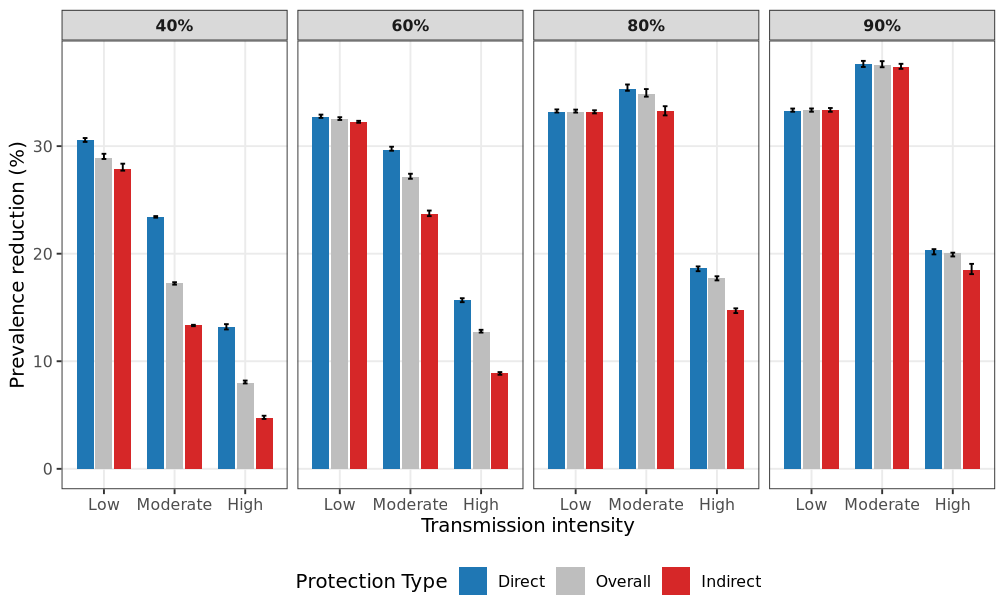 40% 60% 80% 90%
Prevalence reduction (%)
30
20
10
0
Low Moderate High Low Moderate High Low Moderate High Low Moderate High
Transmission intensity
Protection Type Direct Overall Indirect